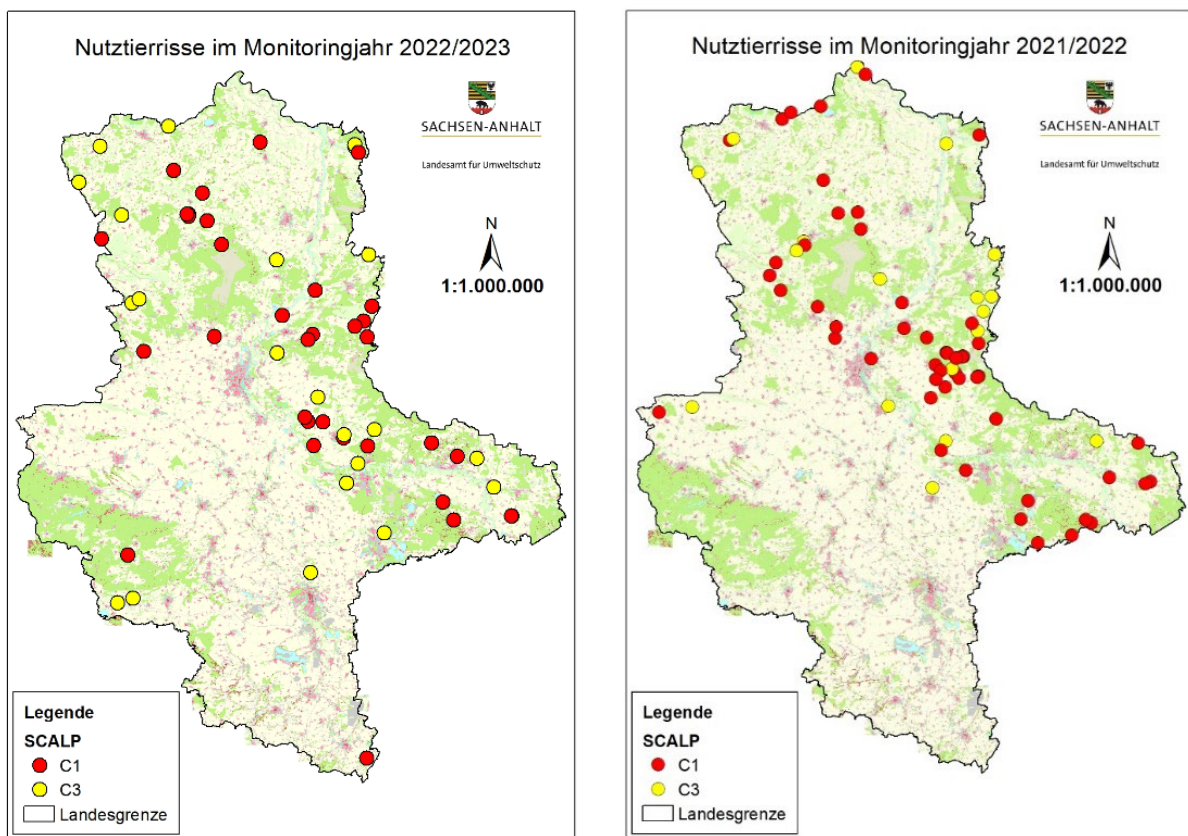 Nutztierrisse im Monitoringjahr 2022/2023
SACHSEN-ANHALT
Landesamt für Umweltschutz
N
1:1.000.000
Legende
SCALP
C1
C3
Landesgrenze
Nutztierrisse im Monitoringjahr 2021/2022
SACHSEN-ANHALT
Landesamt für Umweltschutz
N
1:1.000.000
Legende
SCALP
C1
C3
Landesgrenze